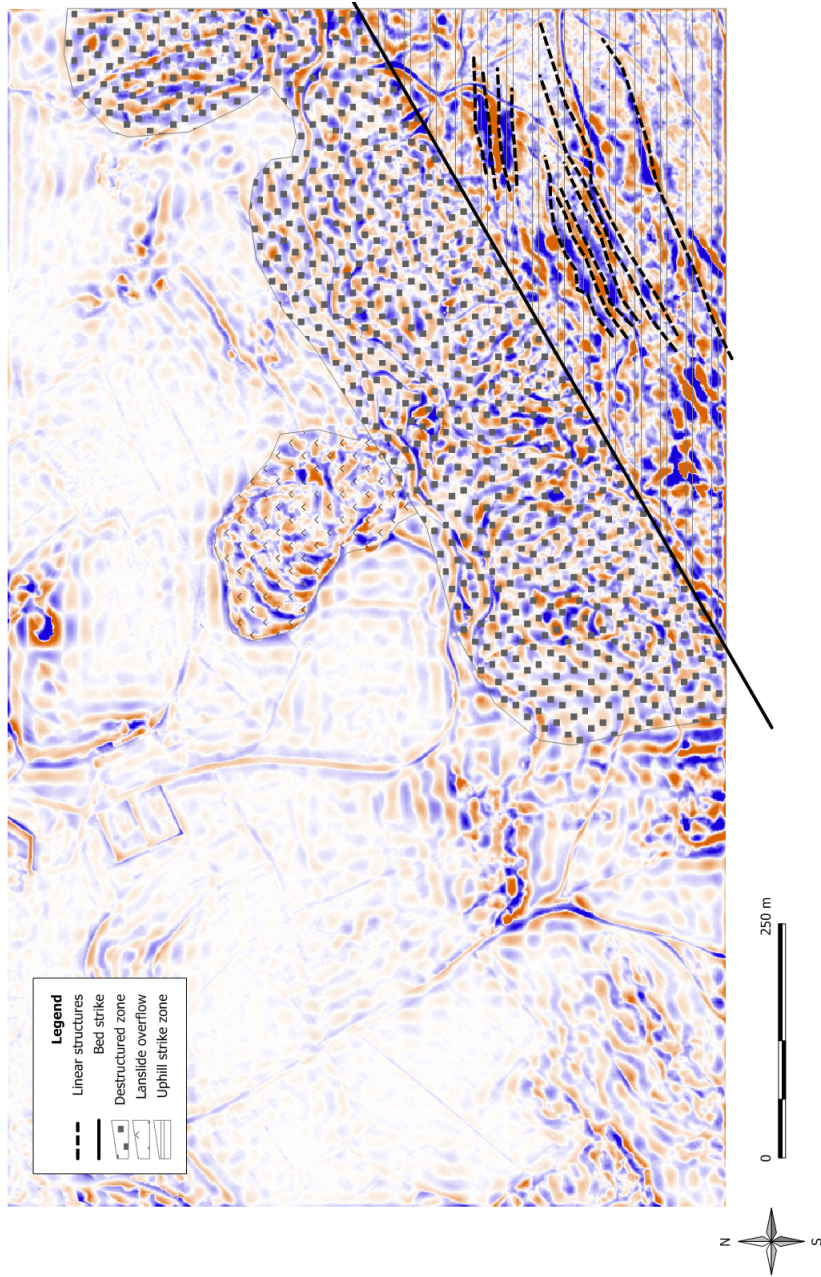 Legend
Linear structures
Bed strike
Destructured zone
Lanslide overflow
Uphill strike zone
0
250 m
N
S